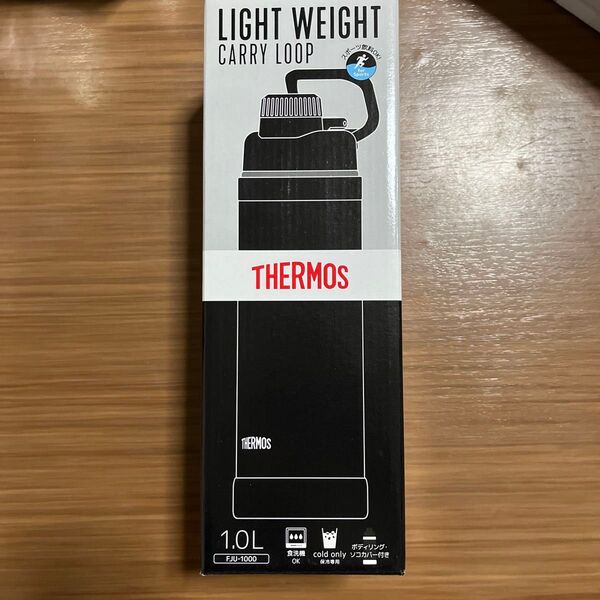 LIGHT WEIGHT
CARRY LOOP
スポーツ飲料OK!
for
Sports
THERMOS
THERMOS
1.0L
FJU-1000
食洗機
OK
cold only
保冷専用
ボディリング・
ソコカバー付き